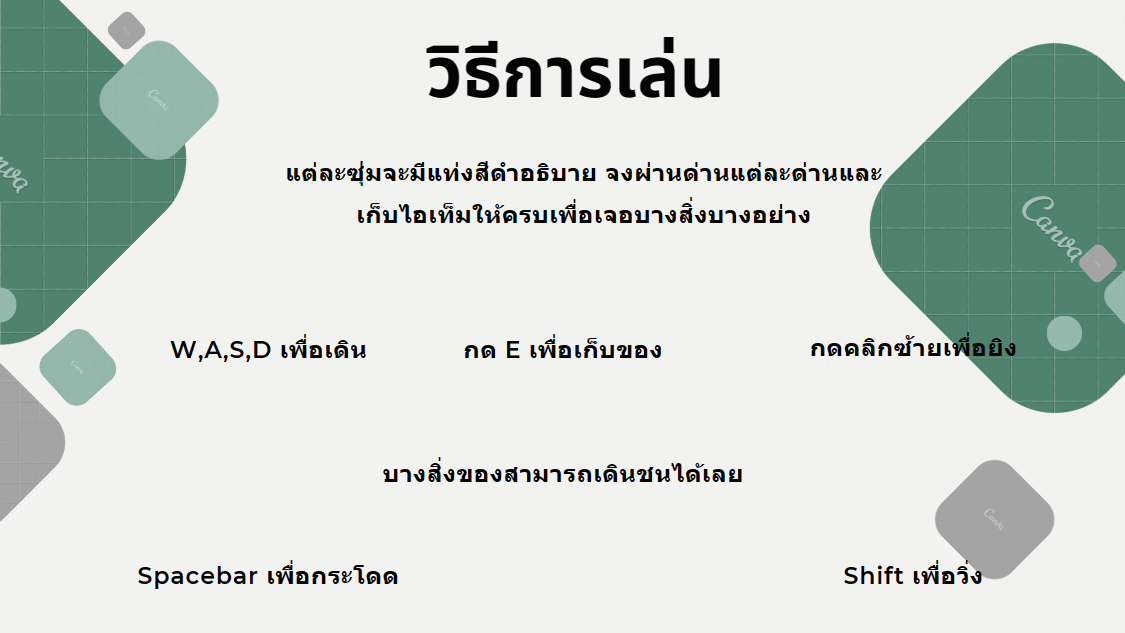 วิธีการเล่น
แต่ละซุ่มจะมีแท่งสีดำอธิบาย จงผ่านด่านแต่ละด่านและ
เก็บไอเท็มให้ครบเพื่อเจอบางสิ่งบางอย่าง
W,A,S,D เพื่อเดิน
กด E เพื่อเก็บของ
กดคลิกซ้ายเพื่อยิง
บางสิ่งของสามารถเดินชนได้เลย
Spacebar เพื่อกระโดด
Shift เพื่อวิ่ง
Canva
Canva
Canva
Canva